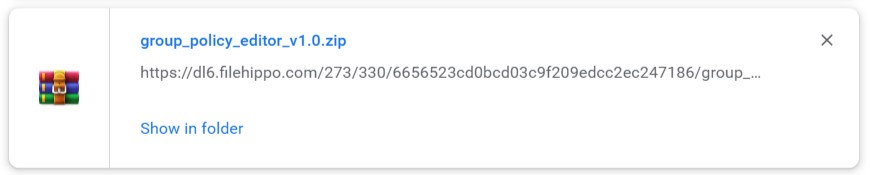 group_policy_editor_v1.0.zip
https://dl6.filehippo.com/273/330/6656523cd0bcd03c9f209edcc2ec247186/group_...
Show in folder